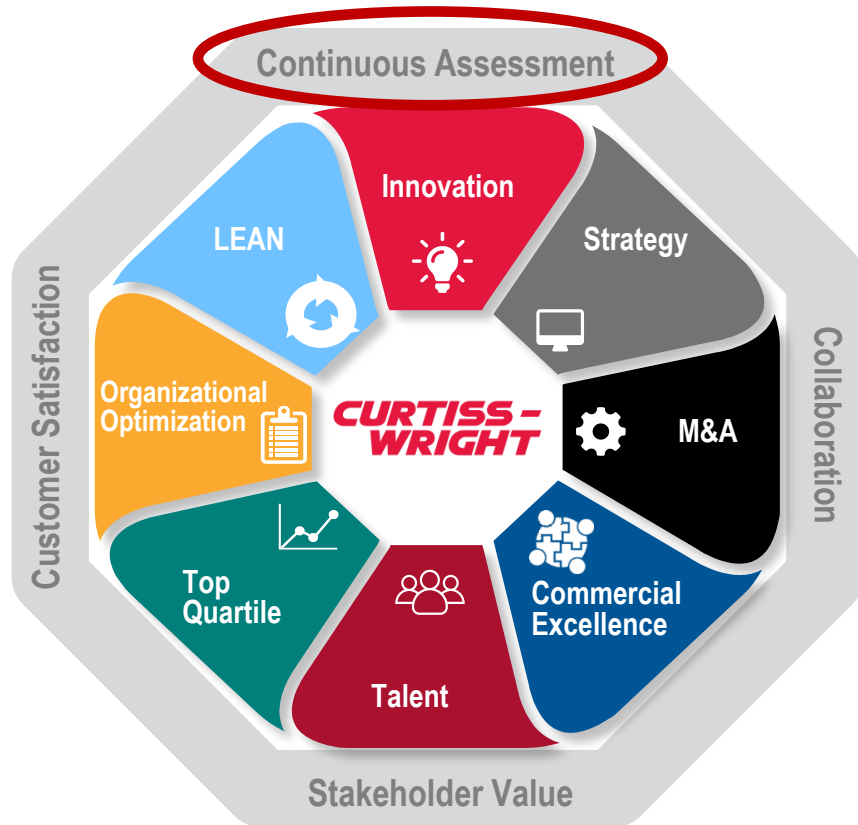 Continuous Assessment
Innovation
Strategy
LEAN
Customer Satisfaction
Collaboration
Organizational
Optimization
CURTISS-
WRIGHT
M&A
Top
Quartile
Commercial
Excellence
Talent
Stakeholder Value